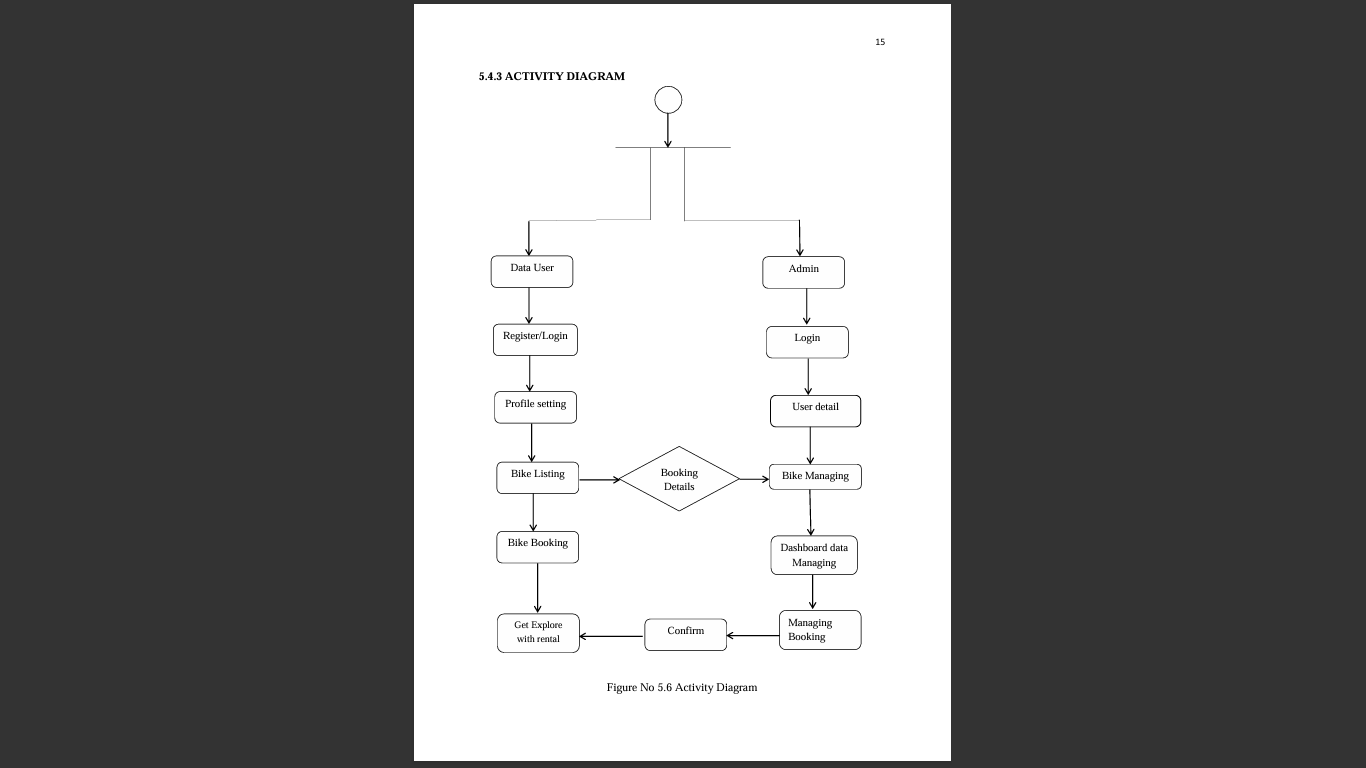 15
5.4.3 ACTIVITY DIAGRAM
Data User
Admin
Register/Login
Login
Profile setting
User detail
Bike Listing
Booking
Details
Bike Managing
Bike Booking
Dashboard data
Managing
Get Explore
with rental
Confirm
Managing
Booking
Figure No 5.6 Activity Diagram